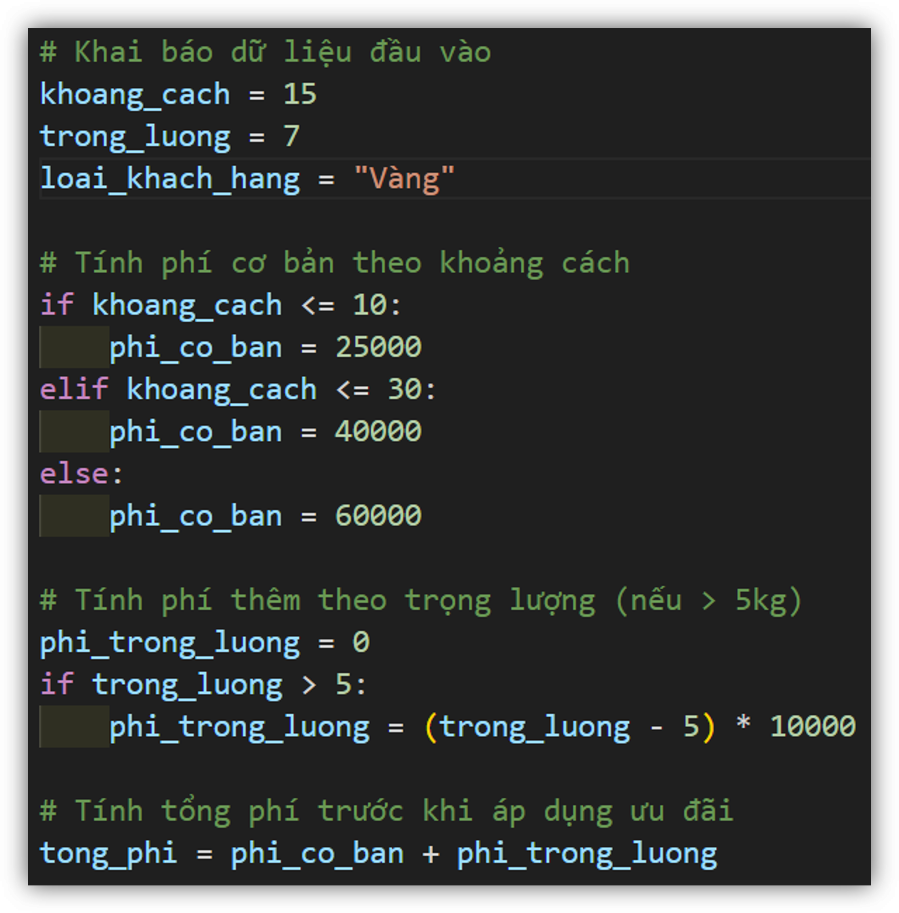 # Khai báo dữ liệu đầu vào
khoang_cach = 15
trong_luong = 7
loai_khach_hang = "Vàng"
# Tính phí cơ bản theo khoảng cách
if khoang_cach <= 10:
    phi_co_ban = 25000
elif khoang_cach <= 30:
    phi_co_ban = 40000
else:
    phi_co_ban = 60000
# Tính phí thêm theo trọng lượng (nếu > 5kg)
phi_trong_luong = 0
if trong_luong > 5:
    phi_trong_luong = (trong_luong - 5) * 10000
# Tính tổng phí trước khi áp dụng ưu đãi
tong_phi = phi_co_ban + phi_trong_luong